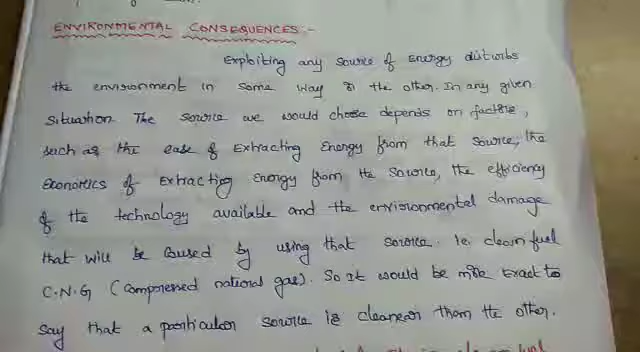 ENVIRONMENTAL CONSEQUENCES :-
Exploiting any source of Energy disturbs
the environment in some way or the other. In any given
situation. The source we would choose depends on factors,
such as the ease of Extracting Energy from that source, the
Economics of Extracting Energy from the source, the efficiency
of the technology available and the environmental damage
that will be caused by using that source. i.e. clean fuel
C.N.G (compressed national gas). So it would be more Exact to
say that a particular source is cleaner than the other.